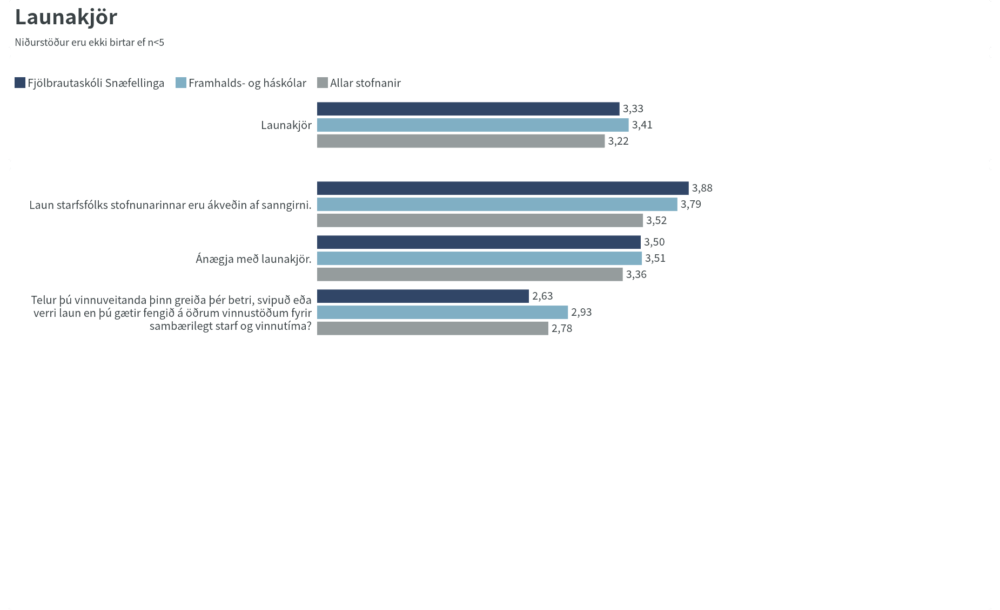 Launakjör
Niðurstöður eru ekki birtar ef n<5
Fjölbrautaskóli Snæfellinga Framhalds- og háskólar Allar stofnanir
Launakjör
3,33
3,41
3,22
Laun starfsfólks stofnunarinnar eru ákveðin af sanngirni.
3,88
3,79
3,52
Ánægja með launakjör.
3,50
3,51
3,36
Telur þú vinnuveitanda þinn greiða þér betri, svipuð eða
verri laun en þú gætir fengið á öðrum vinnustöðum fyrir
sambærilegt starf og vinnutíma?
2,63
2,93
2,78